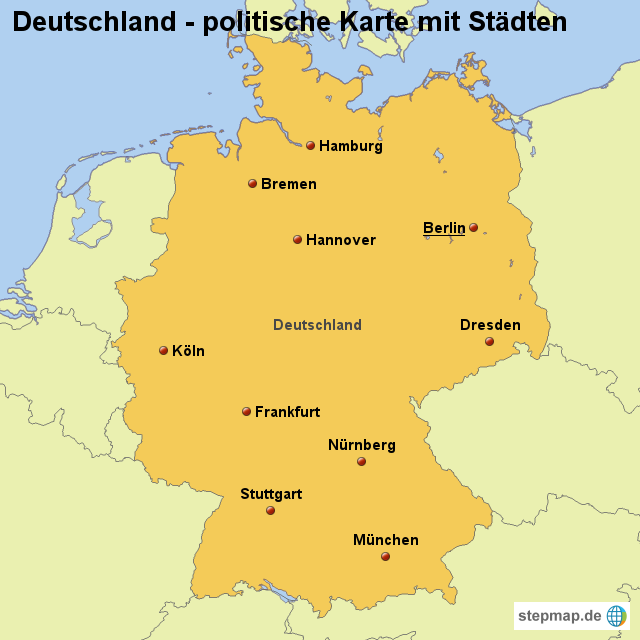 Deutschland - politische Karte mit Städten
Hamburg
Bremen
Berlin
Hannover
Deutschland
Dresden
Köln
Frankfurt
Nürnberg
Stuttgart
München
stepmap.de